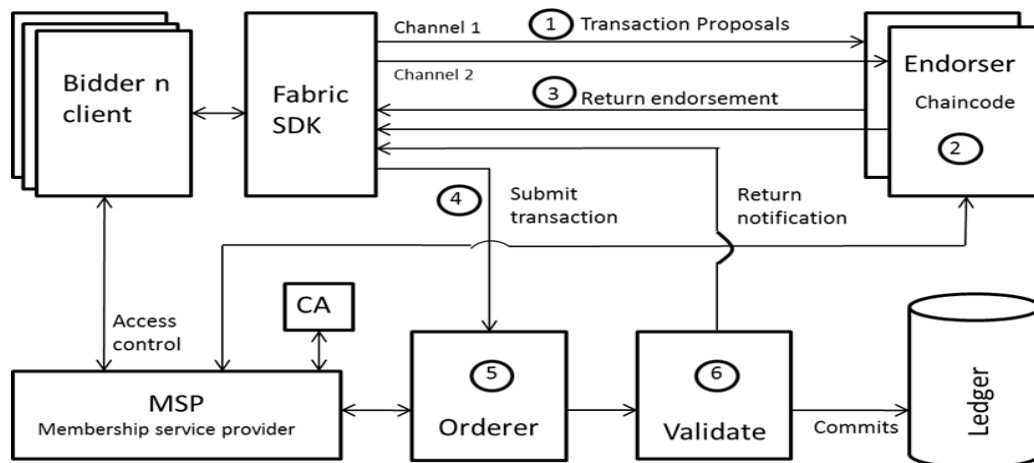 Channel 1
1
Transaction Proposals
Bidder n
client
Fabric
SDK
Channel 2
3
Return endorsement
Endorser
Chaincode
2
4
Submit
transaction
Return
notification
CA
Access
control
MSP
Membership service provider
5
Orderer
6
Validate
Commits
Ledger